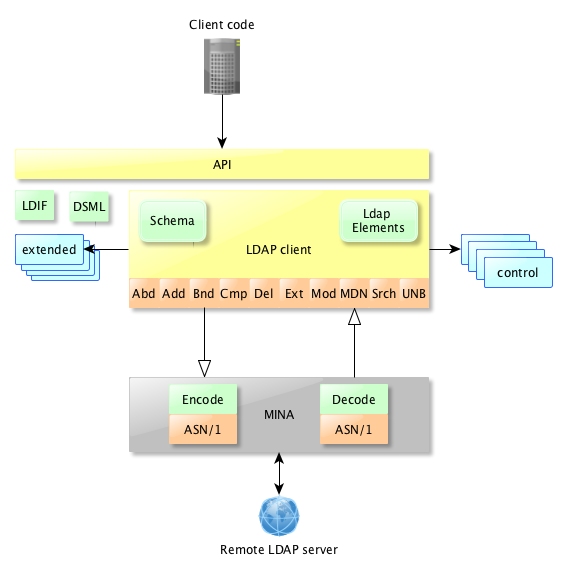 Client code
API
LDIF
DSML
Schema
Ldap
Elements
extended
LDAP client
control
Abd Add Bnd Cmp Del Ext Mod MDN Srch UNB
Encode
Decode
MINA
ASN/1
ASN/1
Remote LDAP server